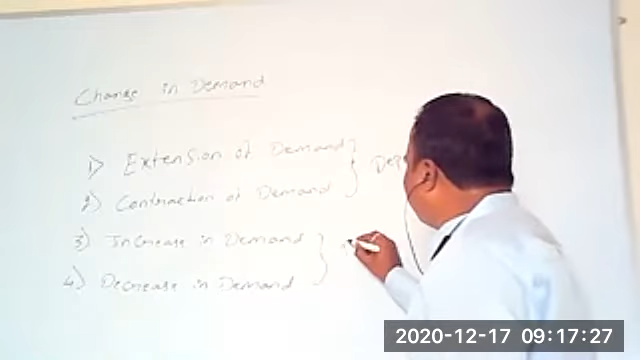 Change in Demand
1) Extension of Demand
2) Contraction of Demand
3) Increase in Demand
4) Decrease in Demand
2020-12-17 09:17:27